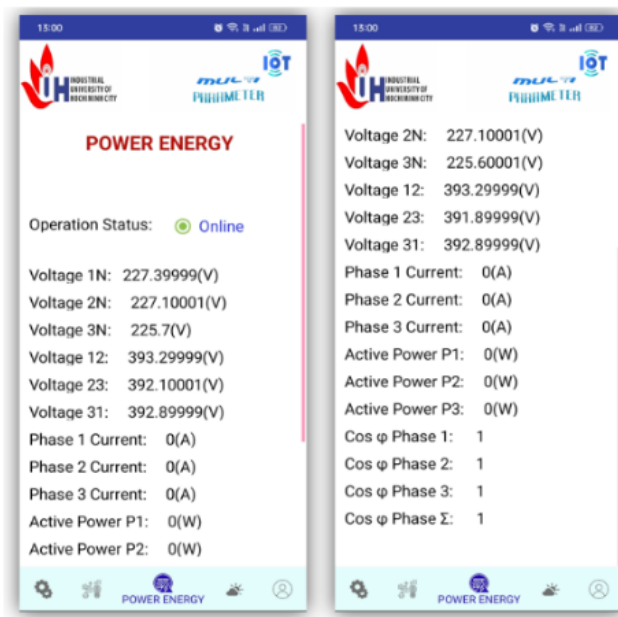 15:00
INDUSTRIAL
UNIVERSITY OF
HOCHIMINH CITY
IUH
IOT
MULTI
PARAMETER
POWER ENERGY
Operation Status: Online
Voltage 1N: 227.39999(V)
Voltage 2N: 227.10001(V)
Voltage 3N: 225.7(V)
Voltage 12: 393.29999(V)
Voltage 23: 392.10001(V)
Voltage 31: 392.89999(V)
Phase 1 Current: 0(A)
Phase 2 Current: 0(A)
Phase 3 Current: 0(A)
Active Power P1: 0(W)
Active Power P2: 0(W)
POWER ENERGY
15:00
INDUSTRIAL
UNIVERSITY OF
HOCHIMINH CITY
IUH
IOT
MULTI
PARAMETER
Voltage 2N: 227.10001(V)
Voltage 3N: 225.60001(V)
Voltage 12: 393.29999(V)
Voltage 23: 391.89999(V)
Voltage 31: 392.89999(V)
Phase 1 Current: 0(A)
Phase 2 Current: 0(A)
Phase 3 Current: 0(A)
Active Power P1: 0(W)
Active Power P2: 0(W)
Active Power P3: 0(W)
Cos φ Phase 1: 1
Cos φ Phase 2: 1
Cos φ Phase 3: 1
Cos φ Phase Σ: 1
POWER ENERGY